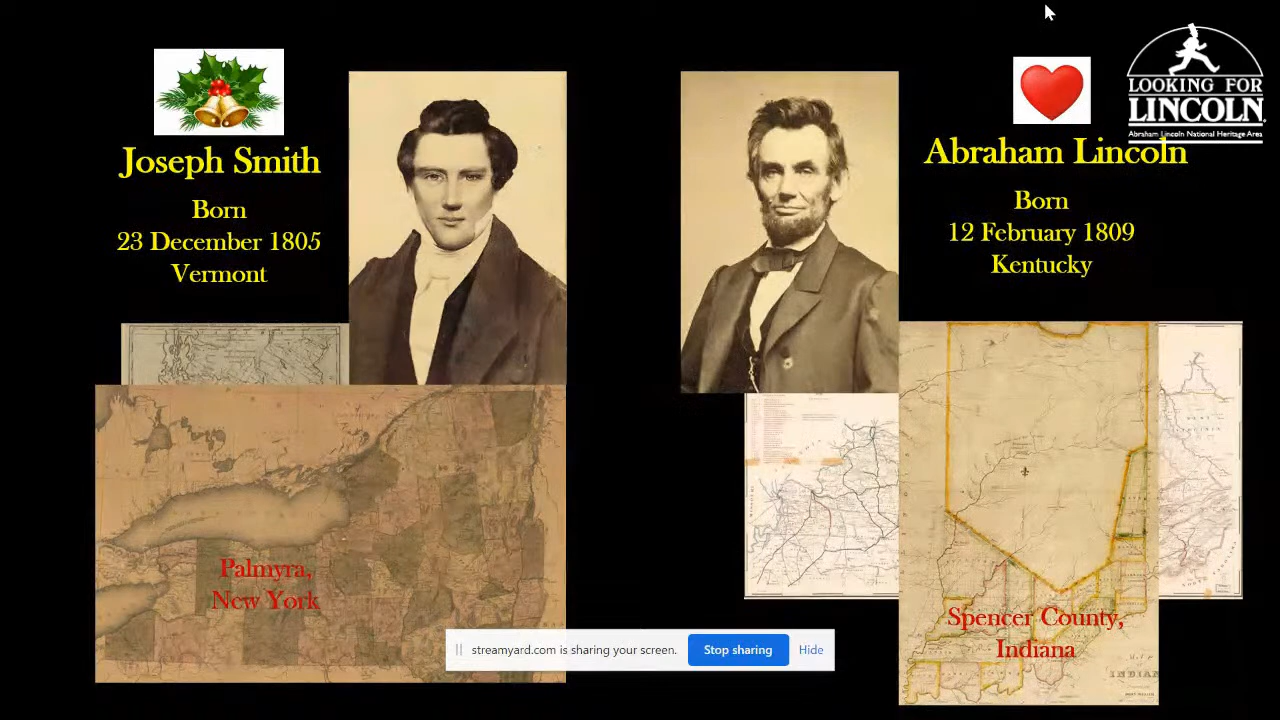 Joseph Smith
Born
23 December 1805
Vermont
Palmyra,
New York
Abraham Lincoln
Born
12 February 1809
Kentucky
Spencer County,
Indiana
LOOKING FOR
LINCOLN
Abraham Lincoln National Heritage Area
streamyard.com is sharing your screen.
Stop sharing
Hide